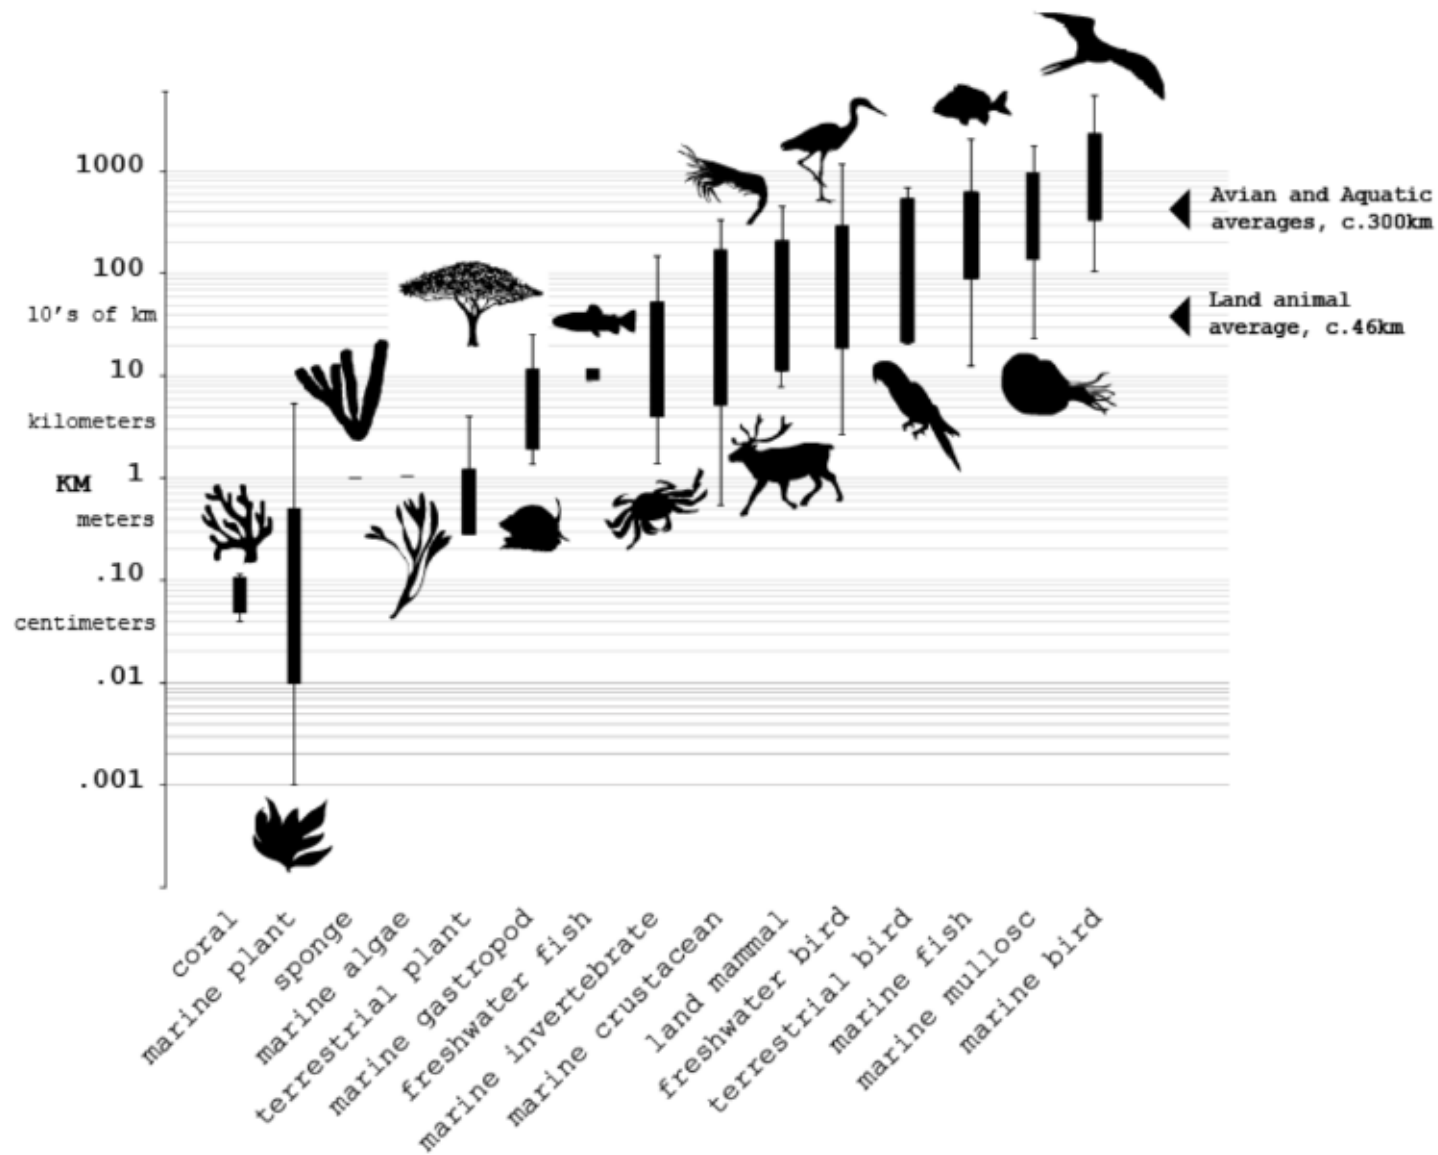 1000
Avian and Aquatic
averages, c.300km
100
10's of km
Land animal
average, c.46km
10
kilometers
1
KM
meters
.10
centimeters
.01
.001
coral
marine plant
sponge
marine algae
terrestrial plant
marine gastropod
freshwater fish
marine invertebrate
marine crustacean
land mammal
freshwater bird
terrestrial bird
marine fish
marine mullosc
marine bird